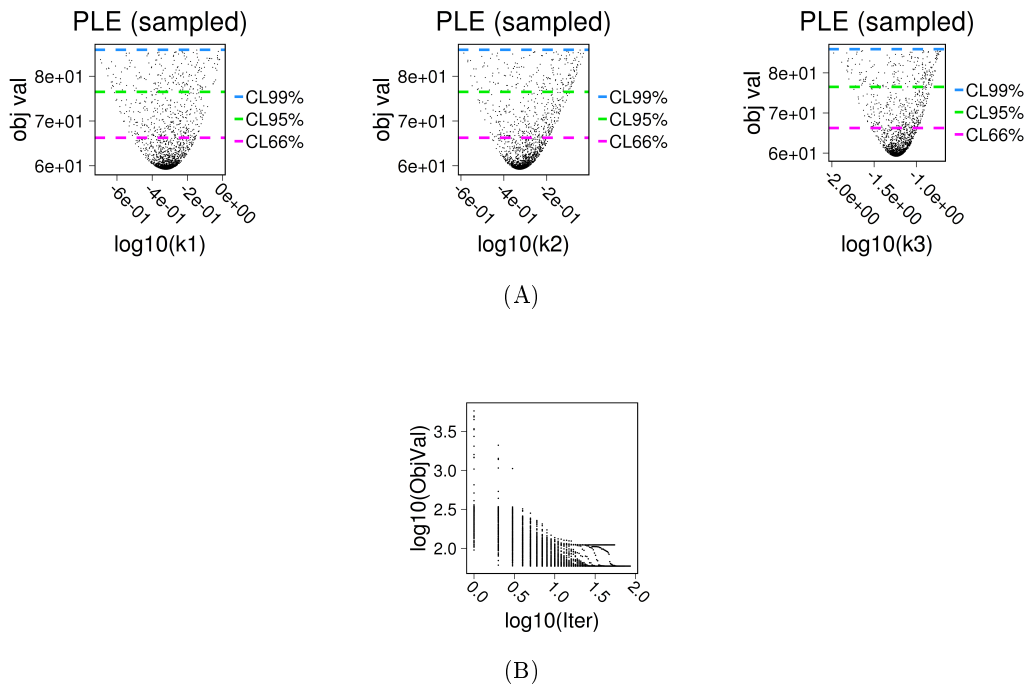 PLE (sampled)
obj val
8e+01
7e+01
6e+01
-6e-01
-4e-01
-2e-01
0e+00
log10(k1)
CL99%
CL95%
CL66%
PLE (sampled)
obj val
8e+01
7e+01
6e+01
-6e-01
-4e-01
-2e-01
log10(k2)
CL99%
CL95%
CL66%
PLE (sampled)
obj val
8e+01
7e+01
6e+01
-2.0e+00
-1.5e+00
-1.0e+00
log10(k3)
CL99%
CL95%
CL66%
(A)
log10(ObjVal)
3.5
3.0
2.5
2.0
0.0
0.5
1.0
1.5
2.0
log10(Iter)
(B)